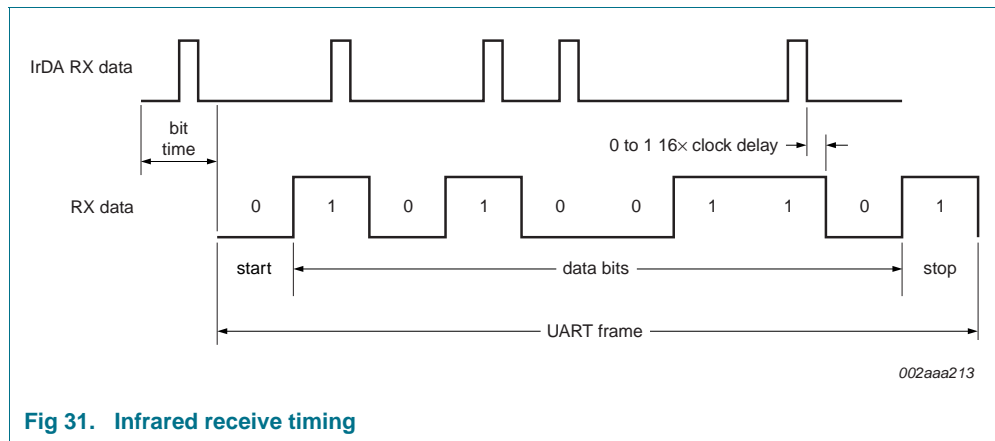 IrDA RX data
bit
time
0 to 1 16× clock delay
RX data
0 1 0 1 0 0 1 1 0 1
start data bits stop
UART frame
002aaa213
Fig 31. Infrared receive timing